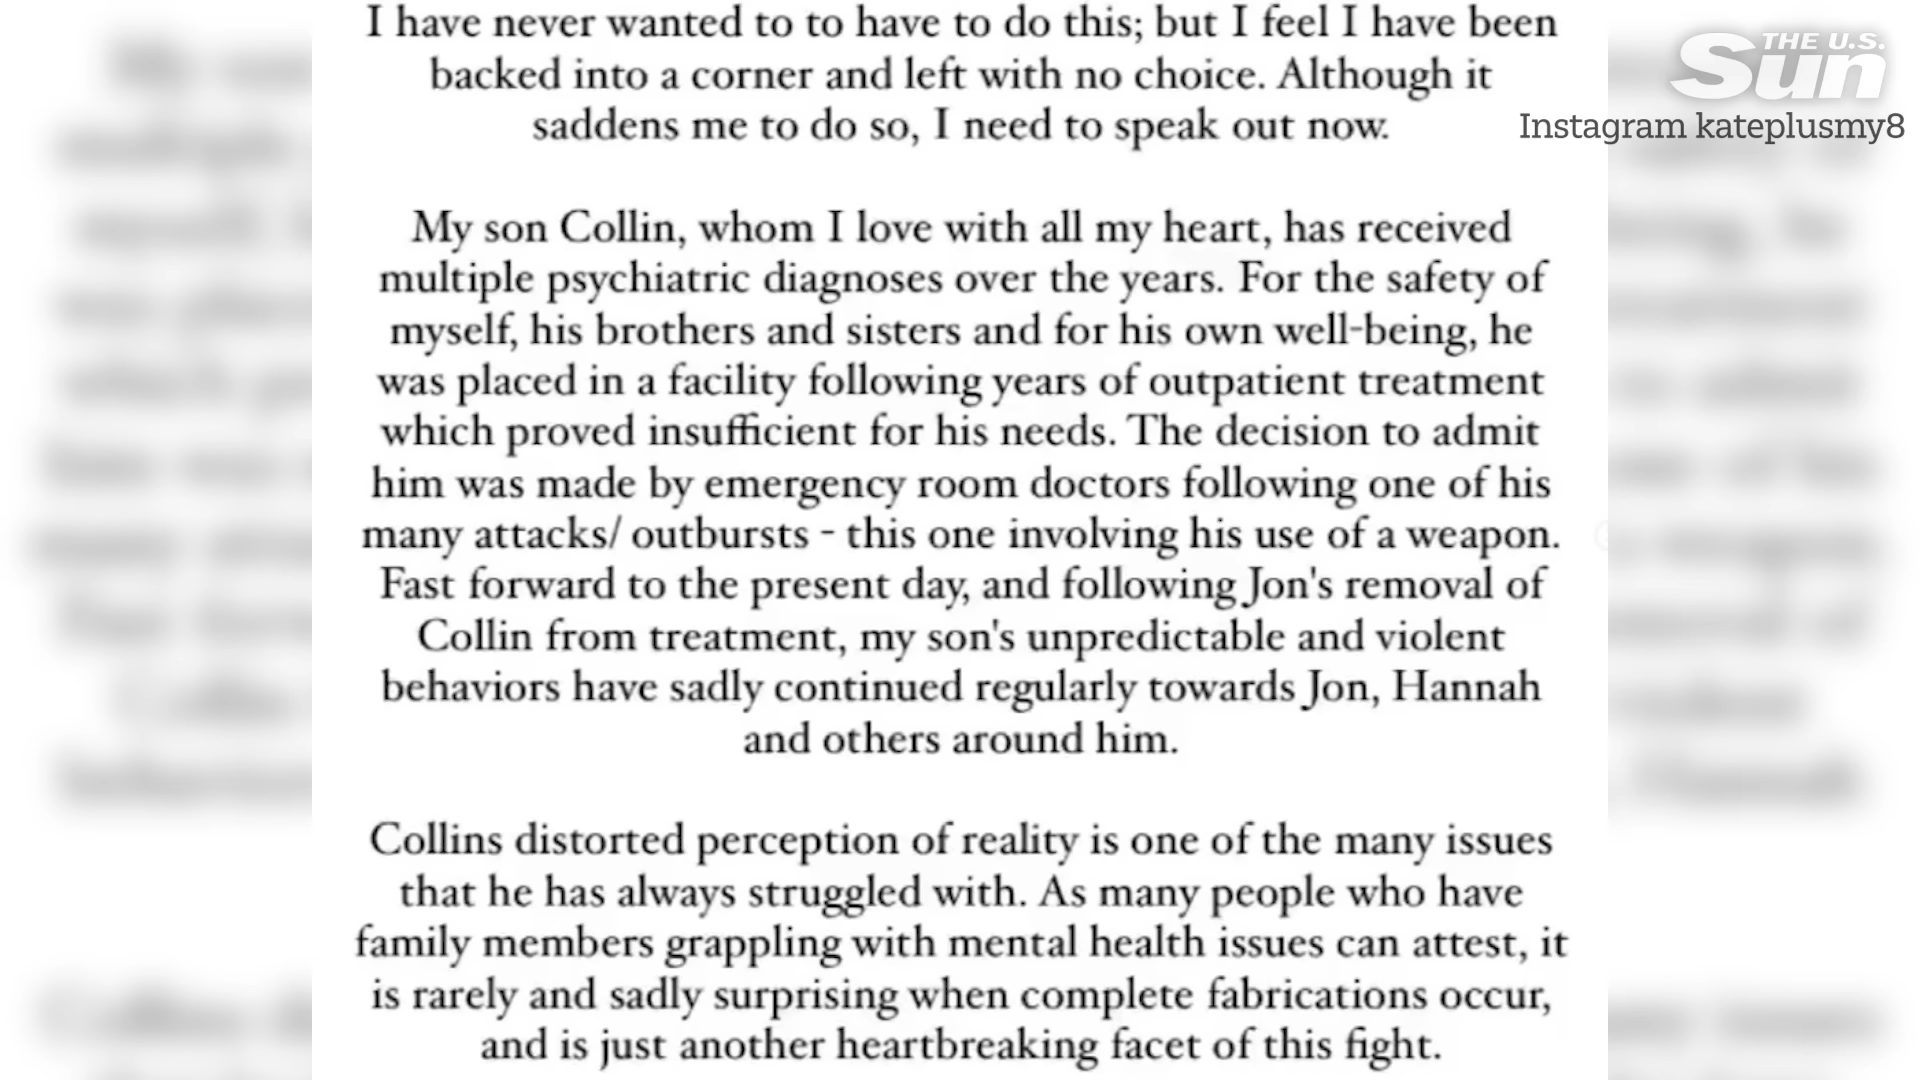 I have never wanted to to have to do this; but I feel I have been
backed into a corner and left with no choice. Although it
saddens me to do so, I need to speak out now.
My son Collin, whom I love with all my heart, has received
multiple psychiatric diagnoses over the years. For the safety of
myself, his brothers and sisters and for his own well-being, he
was placed in a facility following years of outpatient treatment
which proved insufficient for his needs. The decision to admit
him was made by emergency room doctors following one of his
many attacks/ outbursts - this one involving his use of a weapon.
Fast forward to the present day, and following Jon's removal of
Collin from treatment, my son's unpredictable and violent
behaviors have sadly continued regularly towards Jon, Hannah
and others around him.
Collins distorted perception of reality is one of the many issues
that he has always struggled with. As many people who have
family members grappling with mental health issues can attest, it
is rarely and sadly surprising when complete fabrications occur,
and is just another heartbreaking facet of this fight.
THE U.S.
Sun
Instagram kateplusmy8